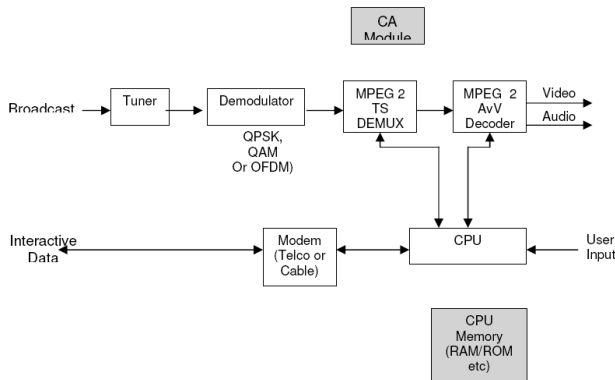 CA
Module
Broadcast
Tuner
Demodulator
MPEG 2
TS
DEMUX
MPEG 2
AvV
Decoder
Video
Audio
QPSK,
QAM
Or OFDM)
Interactive
Data
Modem
(Telco or
Cable)
CPU
User
Input
CPU
Memory
(RAM/ROM
etc)